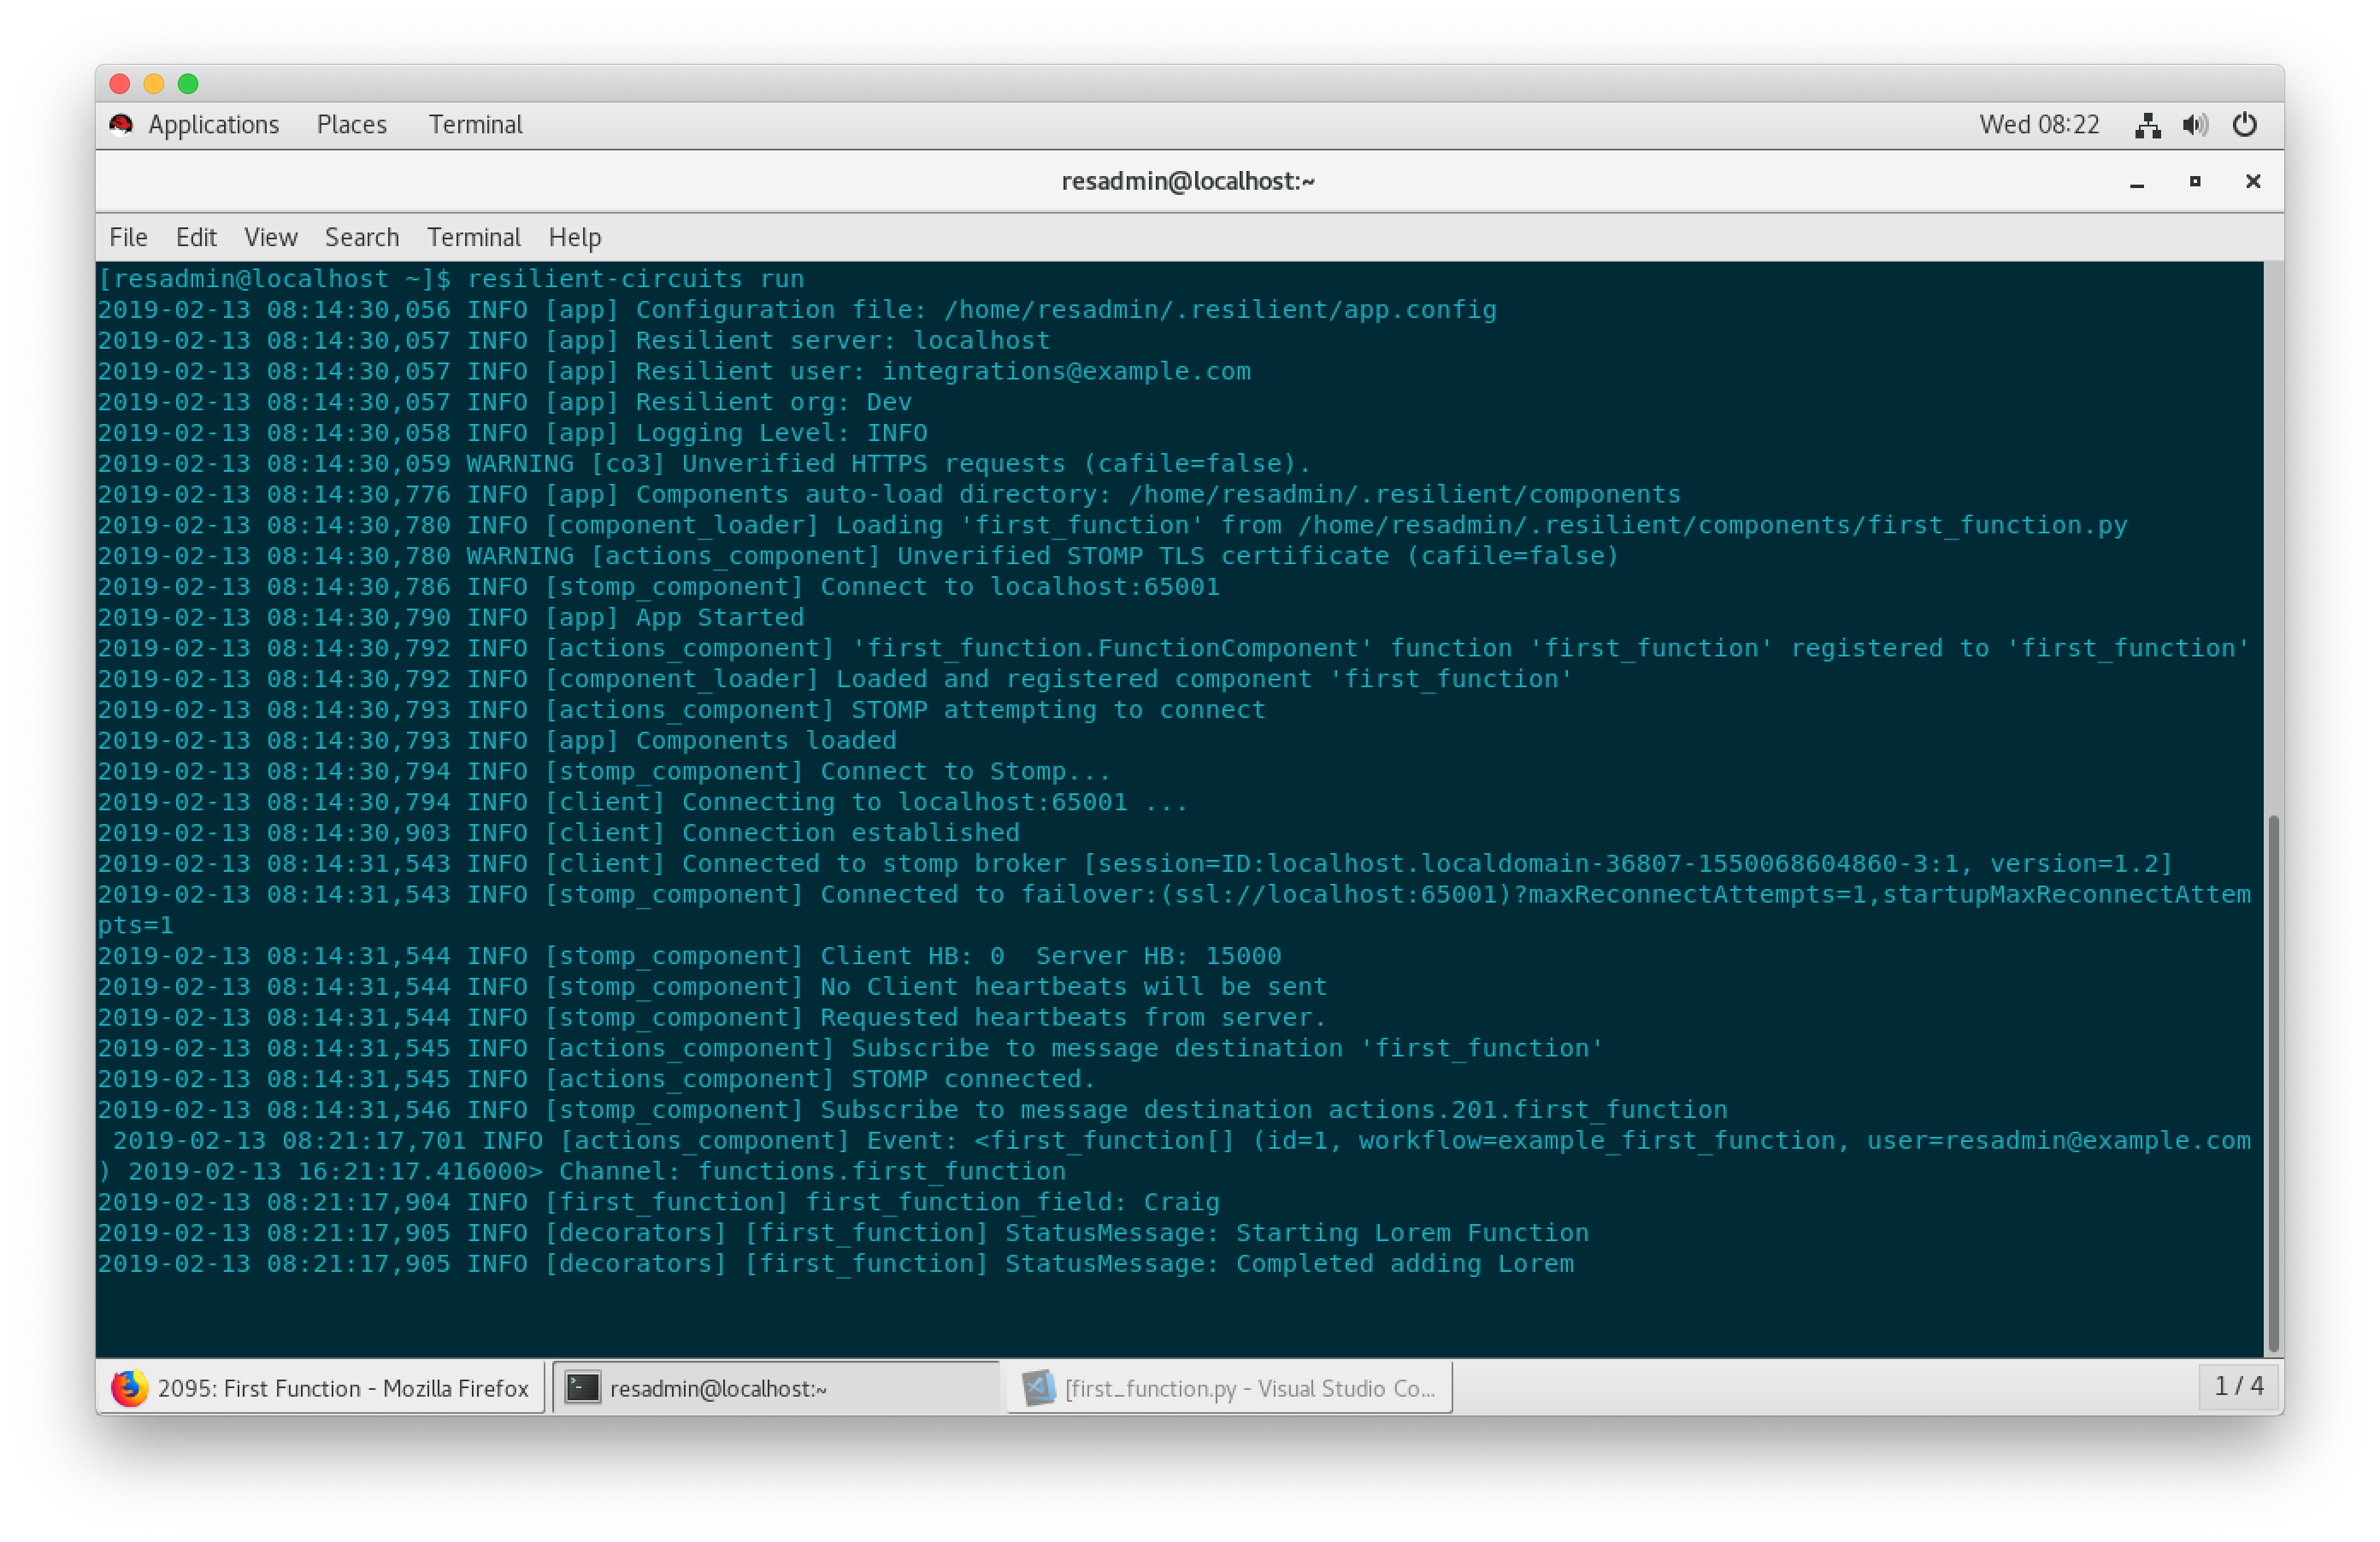 Applications Places Terminal Wed 08:22
resadmin@localhost:~
File Edit View Search Terminal Help
[resadmin@localhost ~]$ resilient-circuits run
2019-02-13 08:14:30,056 INFO [app] Configuration file: /home/resadmin/.resilient/app.config
2019-02-13 08:14:30,057 INFO [app] Resilient server: localhost
2019-02-13 08:14:30,057 INFO [app] Resilient user: integrations@example.com
2019-02-13 08:14:30,057 INFO [app] Resilient org: Dev
2019-02-13 08:14:30,058 INFO [app] Logging Level: INFO
2019-02-13 08:14:30,059 WARNING [co3] Unverified HTTPS requests (cafile=false).
2019-02-13 08:14:30,776 INFO [app] Components auto-load directory: /home/resadmin/.resilient/components
2019-02-13 08:14:30,780 INFO [component_loader] Loading 'first_function' from /home/resadmin/.resilient/components/first_function.py
2019-02-13 08:14:30,780 WARNING [actions_component] Unverified STOMP TLS certificate (cafile=false)
2019-02-13 08:14:30,786 INFO [stomp_component] Connect to localhost:65001
2019-02-13 08:14:30,790 INFO [app] App Started
2019-02-13 08:14:30,792 INFO [actions_component] 'first_function.FunctionComponent' function 'first_function' registered to 'first_function'
2019-02-13 08:14:30,792 INFO [component_loader] Loaded and registered component 'first_function'
2019-02-13 08:14:30,793 INFO [actions_component] STOMP attempting to connect
2019-02-13 08:14:30,793 INFO [app] Components loaded
2019-02-13 08:14:30,794 INFO [stomp_component] Connect to Stomp...
2019-02-13 08:14:30,794 INFO [client] Connecting to localhost:65001 ...
2019-02-13 08:14:30,903 INFO [client] Connection established
2019-02-13 08:14:31,543 INFO [client] Connected to stomp broker [session=ID:localhost.localdomain-36807-1550068604860-3:1, version=1.2]
2019-02-13 08:14:31,543 INFO [stomp_component] Connected to failover:(ssl://localhost:65001)?maxReconnectAttempts=1,startupMaxReconnectAttem
pts=1
2019-02-13 08:14:31,544 INFO [stomp_component] Client HB: 0  Server HB: 15000
2019-02-13 08:14:31,544 INFO [stomp_component] No Client heartbeats will be sent
2019-02-13 08:14:31,544 INFO [stomp_component] Requested heartbeats from server.
2019-02-13 08:14:31,545 INFO [actions_component] Subscribe to message destination 'first_function'
2019-02-13 08:14:31,545 INFO [actions_component] STOMP connected.
2019-02-13 08:14:31,546 INFO [stomp_component] Subscribe to message destination actions.201.first_function
 2019-02-13 08:21:17,701 INFO [actions_component] Event: <first_function[] (id=1, workflow=example_first_function, user=resadmin@example.com
) 2019-02-13 16:21:17.416000> Channel: functions.first_function
2019-02-13 08:21:17,904 INFO [first_function] first_function_field: Craig
2019-02-13 08:21:17,905 INFO [decorators] [first_function] StatusMessage: Starting Lorem Function
2019-02-13 08:21:17,905 INFO [decorators] [first_function] StatusMessage: Completed adding Lorem
2095: First Function - Mozilla Firefox resadmin@localhost:~ [first_function.py - Visual Studio Co... 1 / 4